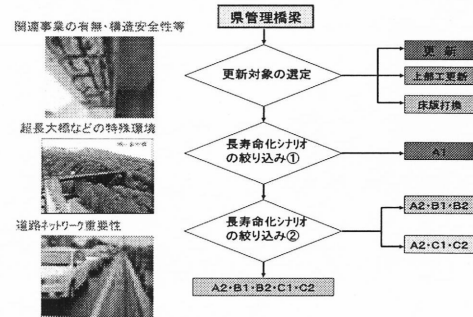 県管理橋梁
関連事業の有無・構造安全性等
更新対象の選定
更新
上部工更新
床版打換
超長大橋などの特殊環境
長寿命化シナリオ
の絞り込み①
A1
道路ネットワーク重要性
長寿命化シナリオ
の絞り込み②
A2・B1・B2
A2・C1・C2
A2・B1・B2・C1・C2